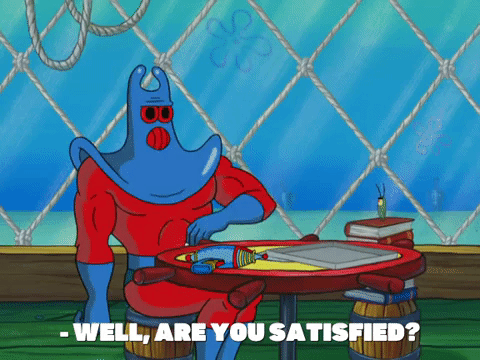 - WELL, ARE YOU SATISFIED?